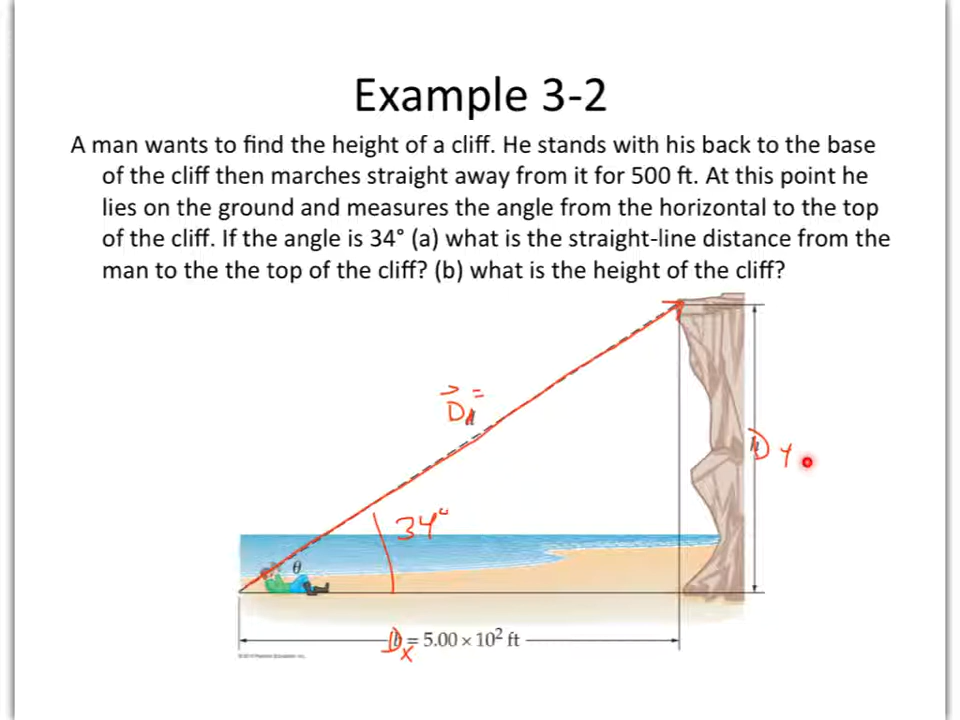 Example 3-2
A man wants to find the height of a cliff. He stands with his back to the base
of the cliff then marches straight away from it for 500 ft. At this point he
lies on the ground and measures the angle from the horizontal to the top
of the cliff. If the angle is 34° (a) what is the straight-line distance from the
man to the the top of the cliff? (b) what is the height of the cliff?
D =
D y
34°
θ
D
x
= 5.00 × 10² ft